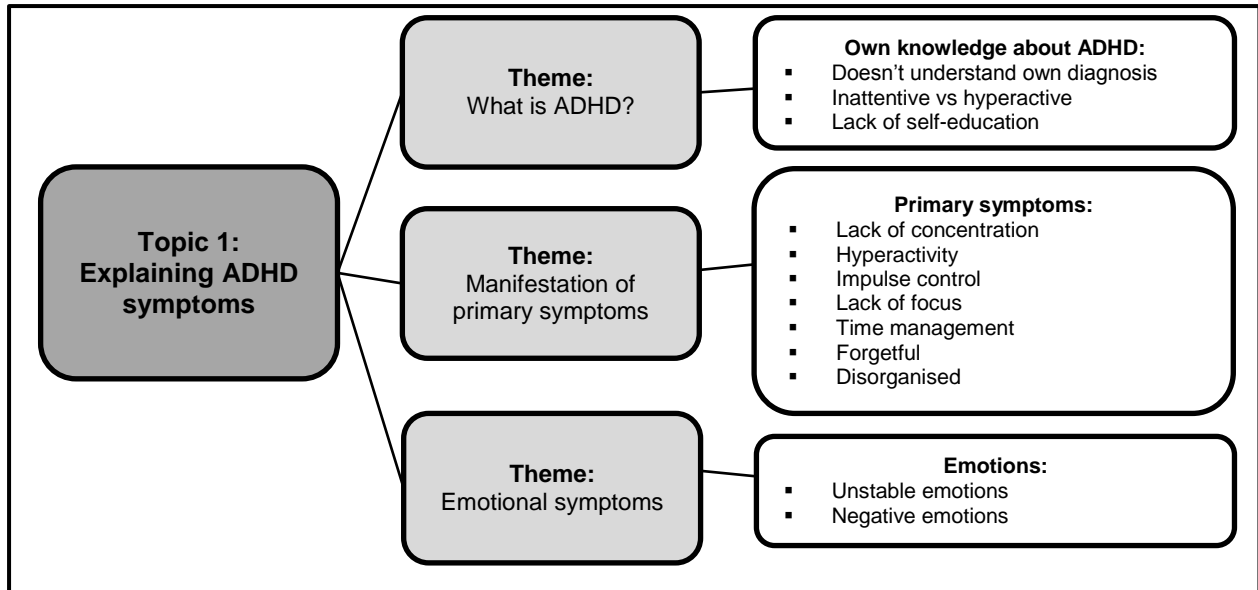 Topic 1:
Explaining ADHD
symptoms
Theme:
What is ADHD?
Own knowledge about ADHD:
▪ Doesn’t understand own diagnosis
▪ Inattentive vs hyperactive
▪ Lack of self-education
Theme:
Manifestation of
primary symptoms
Primary symptoms:
▪ Lack of concentration
▪ Hyperactivity
▪ Impulse control
▪ Lack of focus
▪ Time management
▪ Forgetful
▪ Disorganised
Theme:
Emotional symptoms
Emotions:
▪ Unstable emotions
▪ Negative emotions